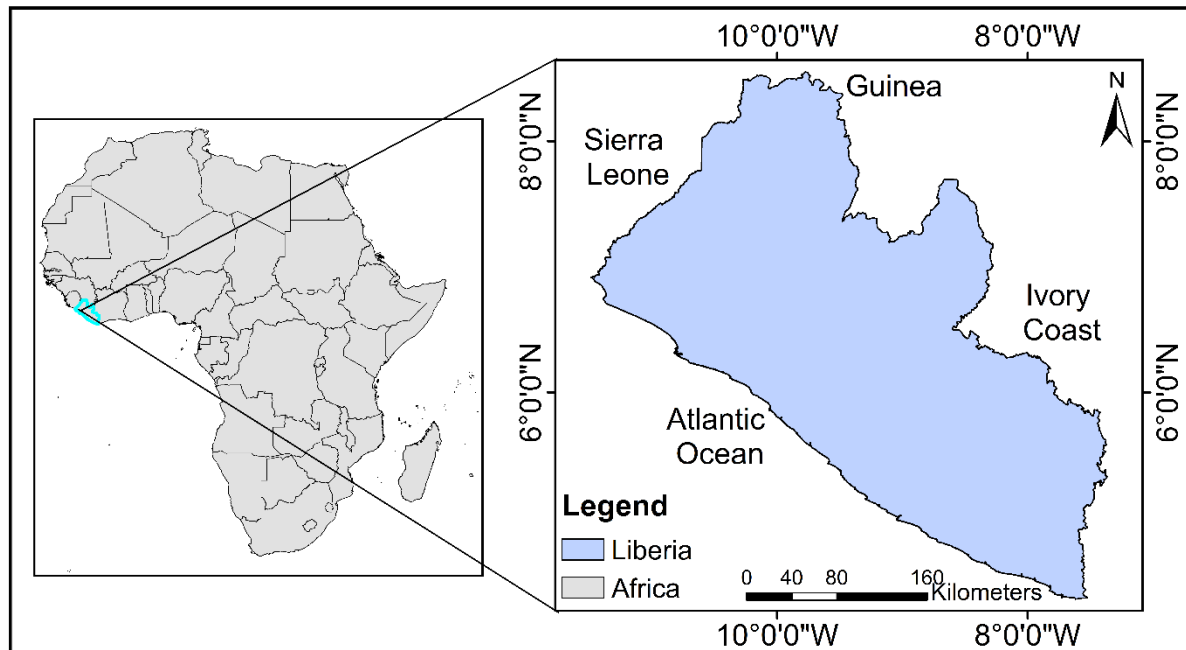 10°0'0"W 8°0'0"W
N
Guinea
8°0'0"N 8°0'0"N
Sierra
Leone
Ivory
Coast
6°0'0"N 6°0'0"N
Atlantic
Ocean
Legend
Liberia
Africa
0 40 80 160
Kilometers
10°0'0"W 8°0'0"W